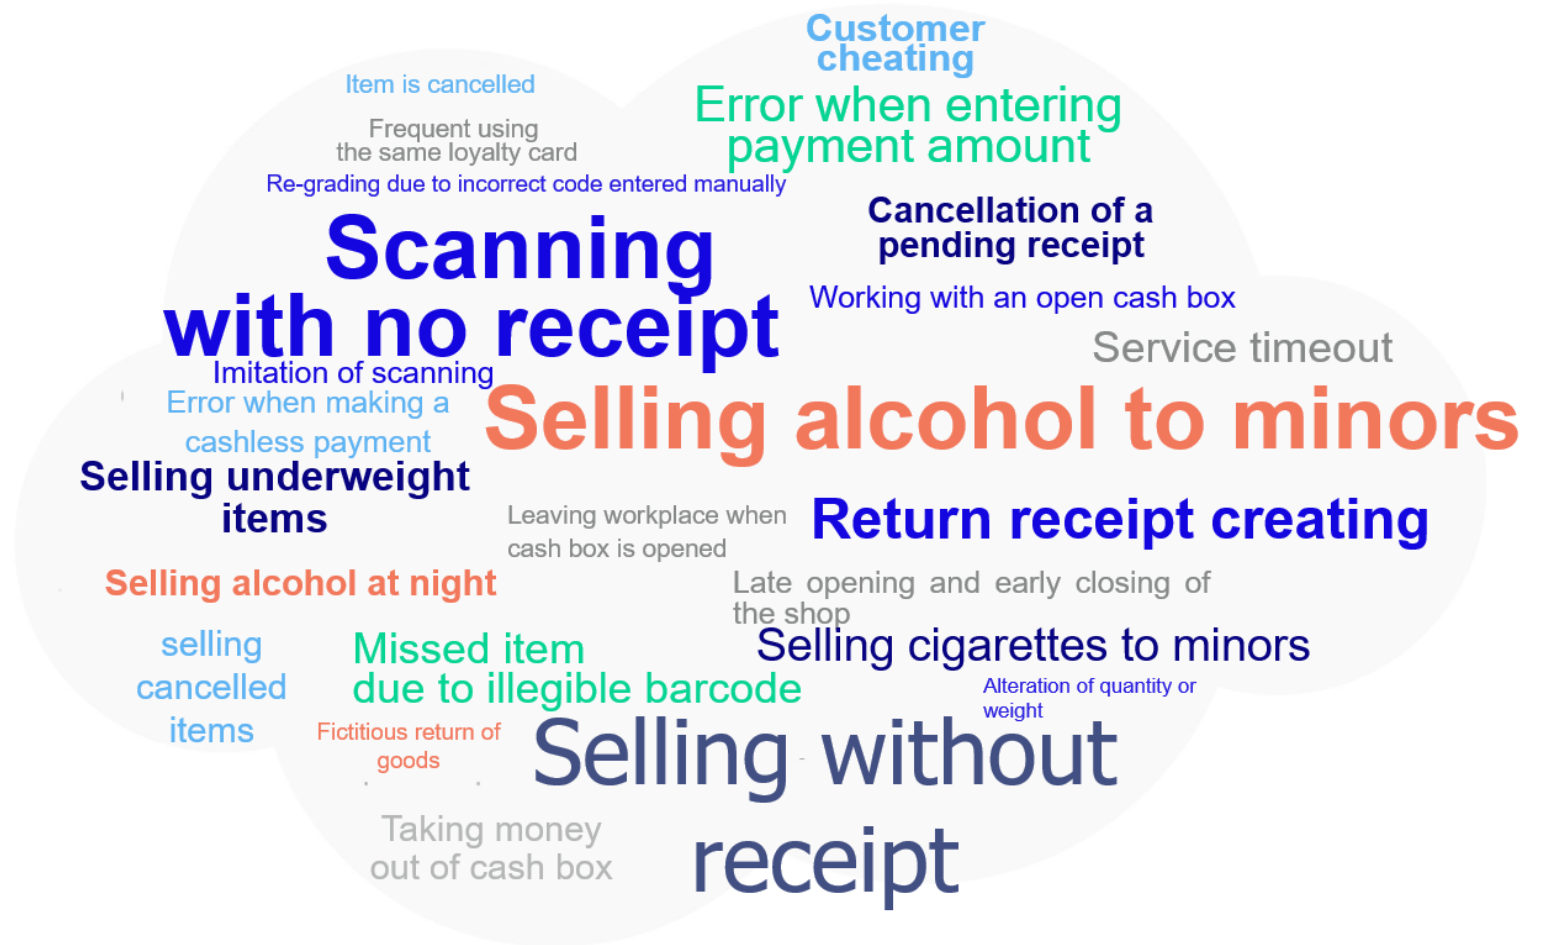 Customer
cheating
Item is cancelled
Error when entering
payment amount
Frequent using
the same loyalty card
Re-grading due to incorrect code entered manually
Cancellation of a
pending receipt
Scanning
with no receipt
Working with an open cash box
Service timeout
Imitation of scanning
Error when making a
cashless payment
Selling alcohol to minors
Selling underweight
items
Leaving workplace when
cash box is opened
Return receipt creating
Selling alcohol at night
Late opening and early closing of
the shop
selling
cancelled
items
Missed item
due to illegible barcode
Selling cigarettes to minors
Alteration of quantity or
weight
Fictitious return of
goods
Selling without
receipt
Taking money
out of cash box